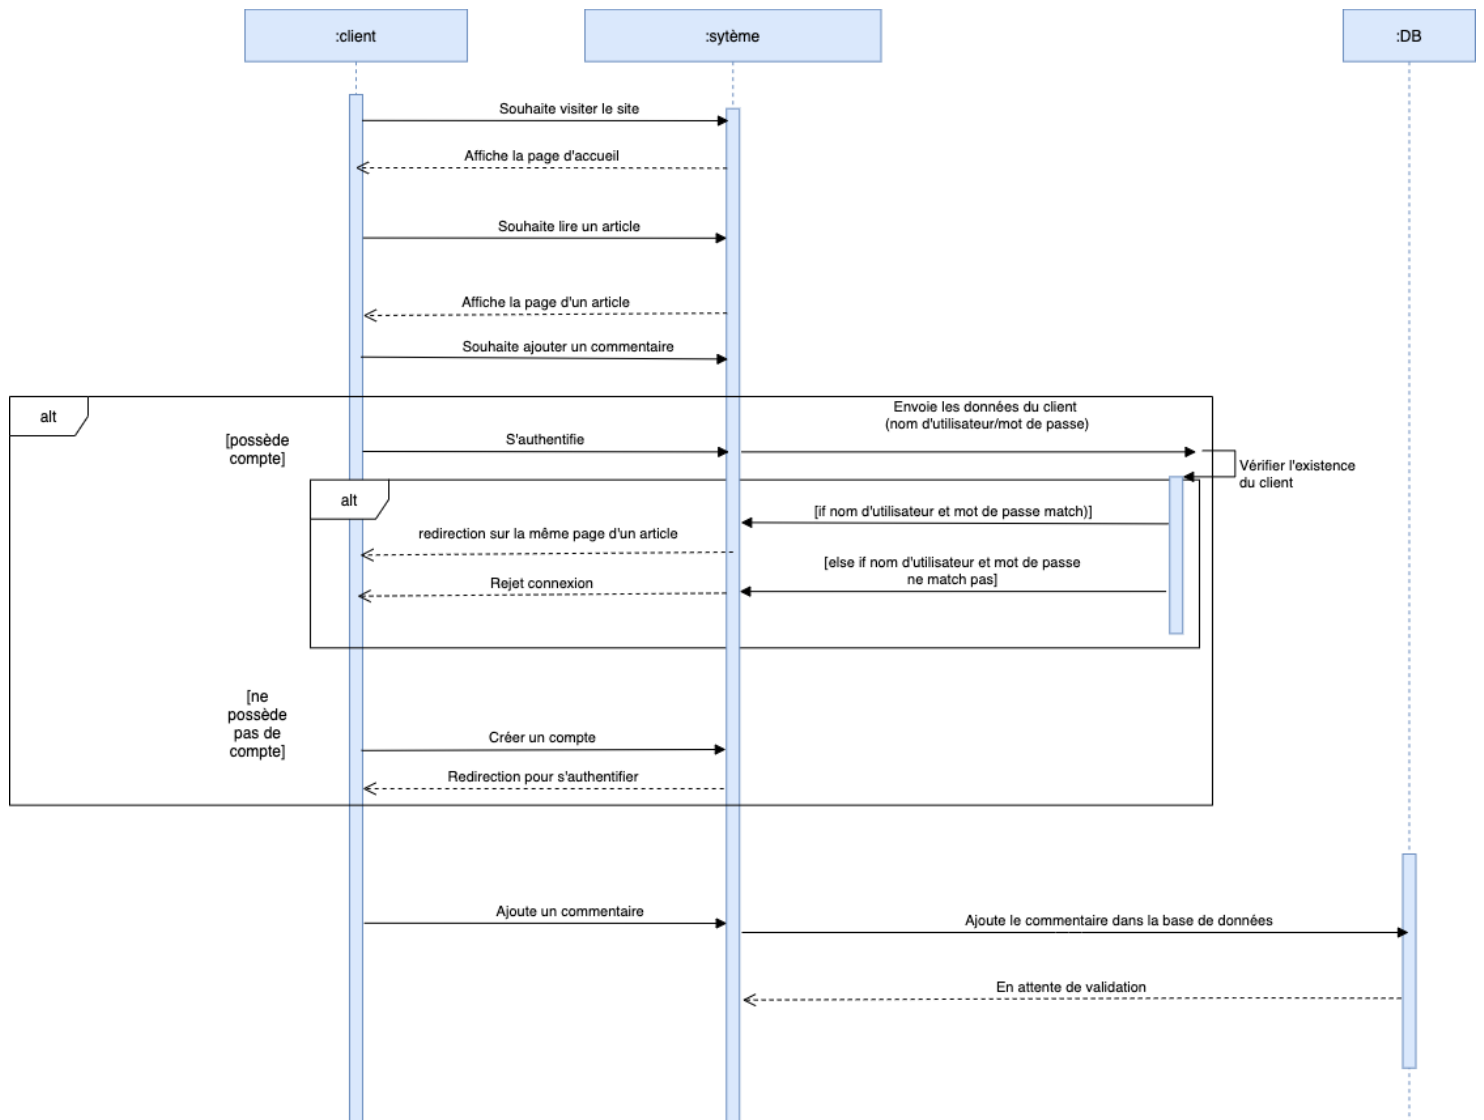 :client
:sytème
:DB
Souhaite visiter le site
Affiche la page d'accueil
Souhaite lire un article
Affiche la page d'un article
Souhaite ajouter un commentaire
alt
Envoie les données du client
(nom d'utilisateur/mot de passe)
[possède
compte]
S'authentifie
Vérifier l'existence
du client
alt
[if nom d'utilisateur et mot de passe match)]
redirection sur la même page d'un article
[else if nom d'utilisateur et mot de passe
ne match pas]
Rejet connexion
[ne
possède
pas de
compte]
Créer un compte
Redirection pour s'authentifier
Ajoute un commentaire
Ajoute le commentaire dans la base de données
En attente de validation